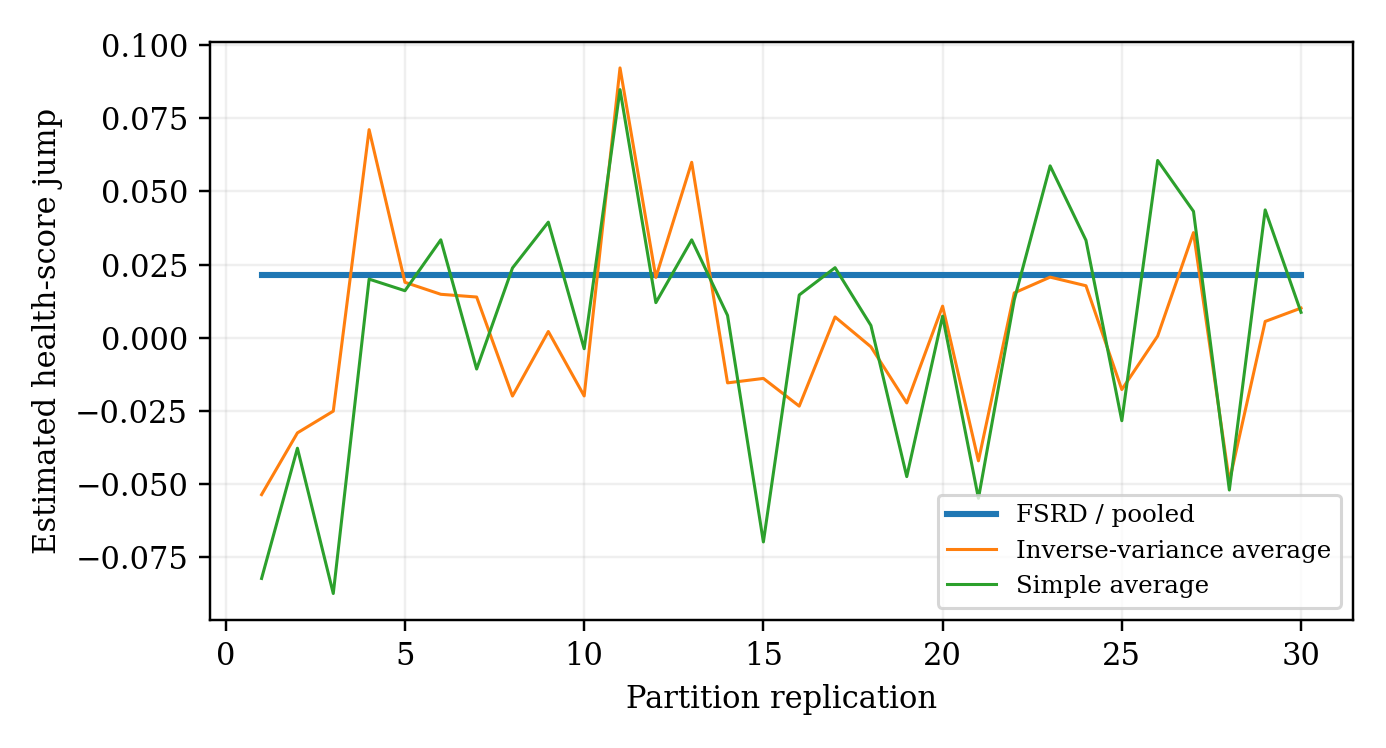 0.100
0.075
0.050
0.025
0.000
−0.025
−0.050
−0.075
Estimated health-score jump
FSRD / pooled
Inverse-variance average
Simple average
0 5 10 15 20 25 30
Partition replication